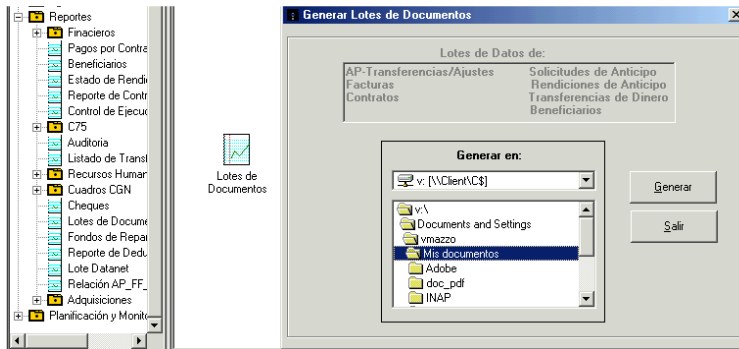 Reportes
Finacieros
Pagos por Contra
Beneficiarios
Estado de Rendi
Reporte de Contr
Control de Ejecuc
C75
Auditoria
Listado de Transf
Recursos Humar
Cuadros CGN
Cheques
Lotes de Docume
Fondos de Repar
Reporte de Dedu
Lote Datanet
Relación AP_FF_
Adquisiciones
Planificación y Monito
Lotes de
Documentos
Generar Lotes de Documentos
Lotes de Datos de:
AP-Transferencias/Ajustes Solicitudes de Anticipo
Facturas Rendiciones de Anticipo
Contratos Transferencias de Dinero
Beneficiarios
Generar en:
v: [\\Client\C$]
v:\
Documents and Settings
vmazzo
Mis documentos
Adobe
doc_pdf
INAP
Generar
Salir